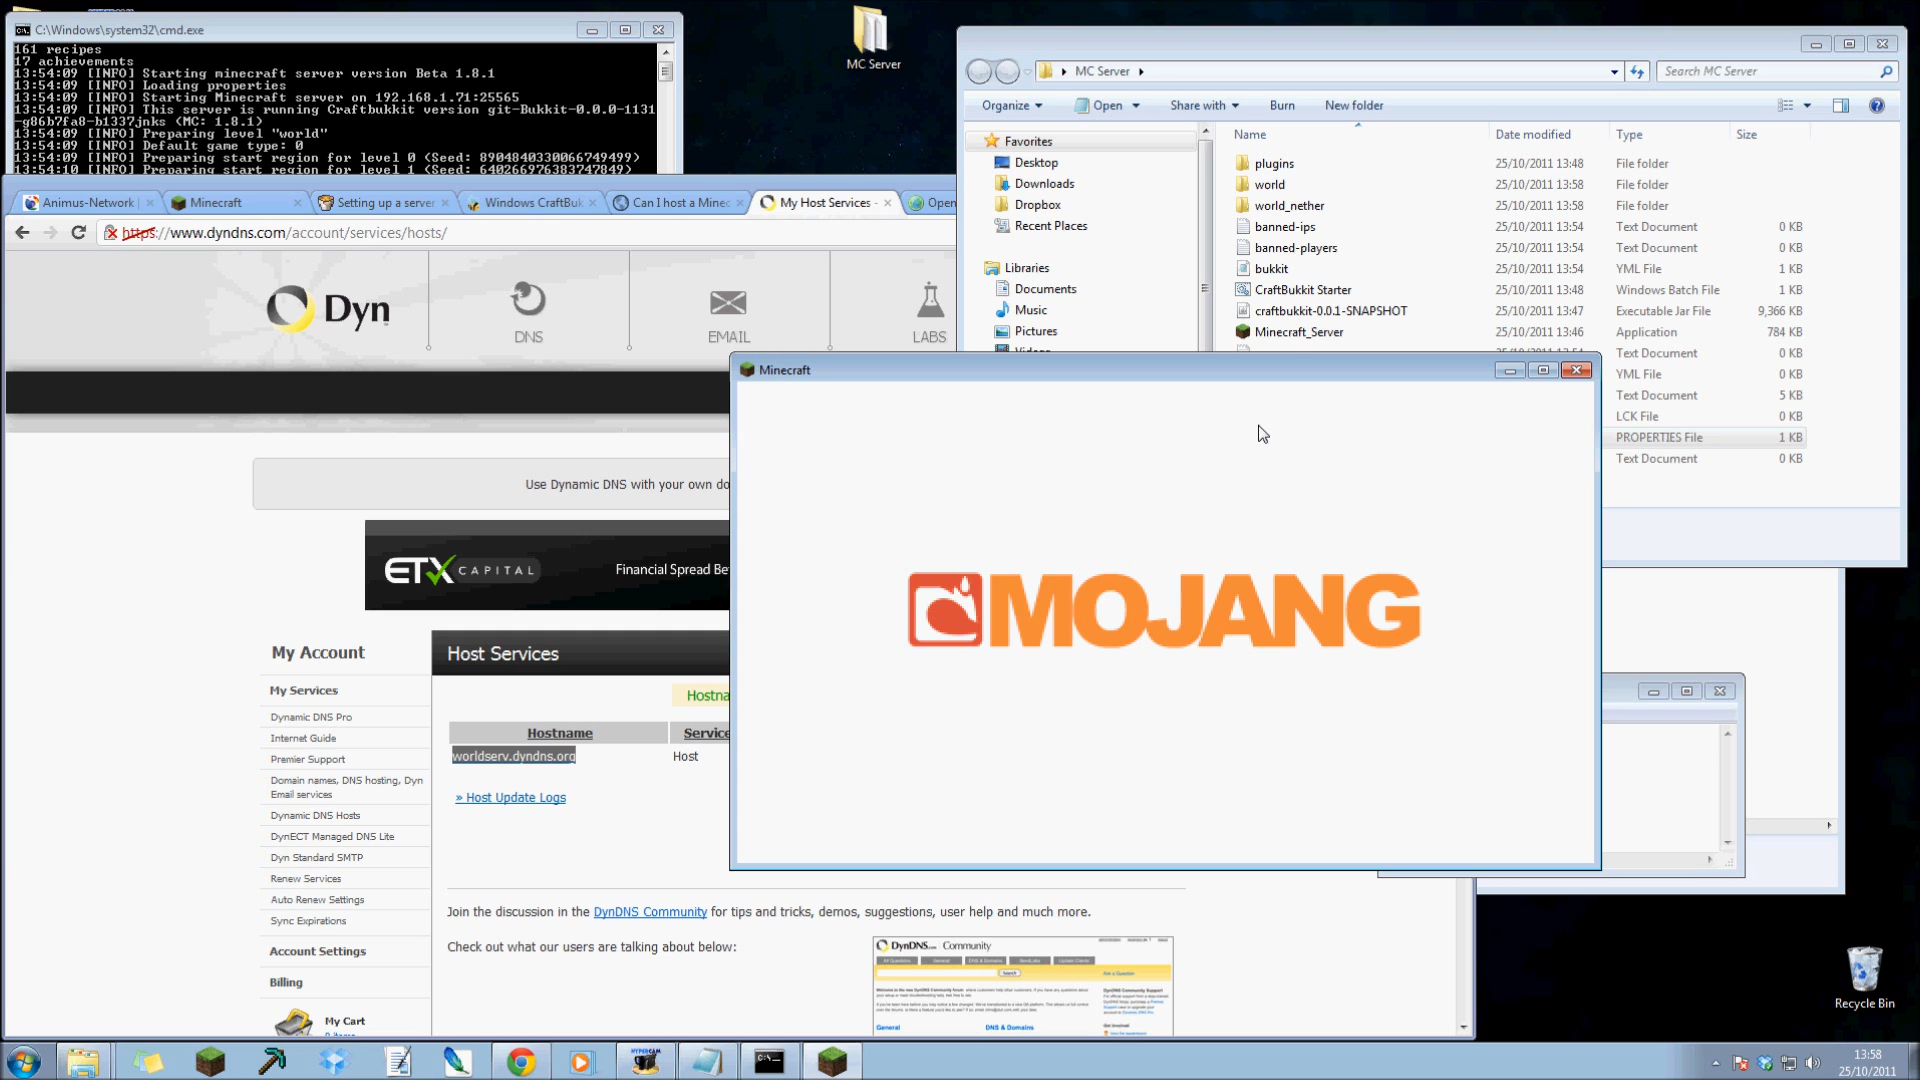 C:\Windows\system32\cmd.exe
161 recipes
17 achievements
13:54:09 [INFO] Starting minecraft server version Beta 1.8.1
13:54:09 [INFO] Loading properties
13:54:09 [INFO] Starting Minecraft server on 192.168.1.71:25565
13:54:09 [INFO] This server is running Craftbukkit version git-Bukkit-0.0.0-1131
-g86b7fa8-b1337jnks (MC: 1.8.1)
13:54:09 [INFO] Preparing level "world"
13:54:09 [INFO] Default game type: 0
13:54:09 [INFO] Preparing start region for level 0 (Seed: 8904840330066749499)
13:54:10 [INFO] Preparing start region for level 1 (Seed: 640266976383747849)
MC Server
MC Server
Search MC Server
Organize
Open
Share with
Burn
New folder
Name
Date modified
Type
Size
Favorites
Desktop
Downloads
Dropbox
Recent Places
Libraries
Documents
Music
Pictures
plugins 25/10/2011 13:48 File folder
world 25/10/2011 13:58 File folder
world_nether 25/10/2011 13:58 File folder
banned-ips 25/10/2011 13:54 Text Document 0 KB
banned-players 25/10/2011 13:54 Text Document 0 KB
bukkit 25/10/2011 13:54 YML File 1 KB
CraftBukkit Starter 25/10/2011 13:48 Windows Batch File 1 KB
craftbukkit-0.0.1-SNAPSHOT 25/10/2011 13:47 Executable Jar File 9,366 KB
Minecraft_Server 25/10/2011 13:46 Application 784 KB
Text Document 0 KB
YML File 0 KB
Text Document 5 KB
LCK File 0 KB
PROPERTIES File 1 KB
Text Document 0 KB
Animus-Network
Minecraft
Setting up a server
Windows CraftBuk
Can I host a Minec
My Host Services -
Open
https://www.dyndns.com/account/services/hosts/
Dyn
DNS
EMAIL
LABS
Use Dynamic DNS with your own do
ETX CAPITAL
Financial Spread Be
My Account
My Services
Dynamic DNS Pro
Internet Guide
Premier Support
Domain names, DNS hosting, Dyn
Email services
Dynamic DNS Hosts
DynECT Managed DNS Lite
Dyn Standard SMTP
Renew Services
Auto Renew Settings
Sync Expirations
Account Settings
Billing
My Cart
Host Services
Hostna
Hostname
Service
worldserv.dyndns.org
Host
» Host Update Logs
Join the discussion in the DynDNS Community for tips and tricks, demos, suggestions, user help and much more.
Check out what our users are talking about below:
DynDNS.com Community
General
DNS & Domains
Minecraft
MOJANG
Recycle Bin
HYPERCAM
13:58
25/10/2011